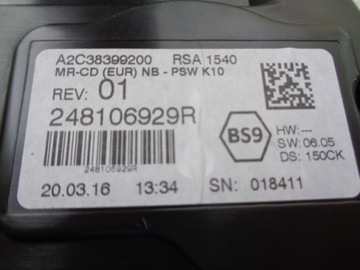 A2C38399200 RSA 1540
MR-CD (EUR) NB - PSW K10
REV: 01
248106929R
BS9
HW: ---
SW: 06.05
DS: 150CK
248106929R
20.03.16 13:34 SN: 018411